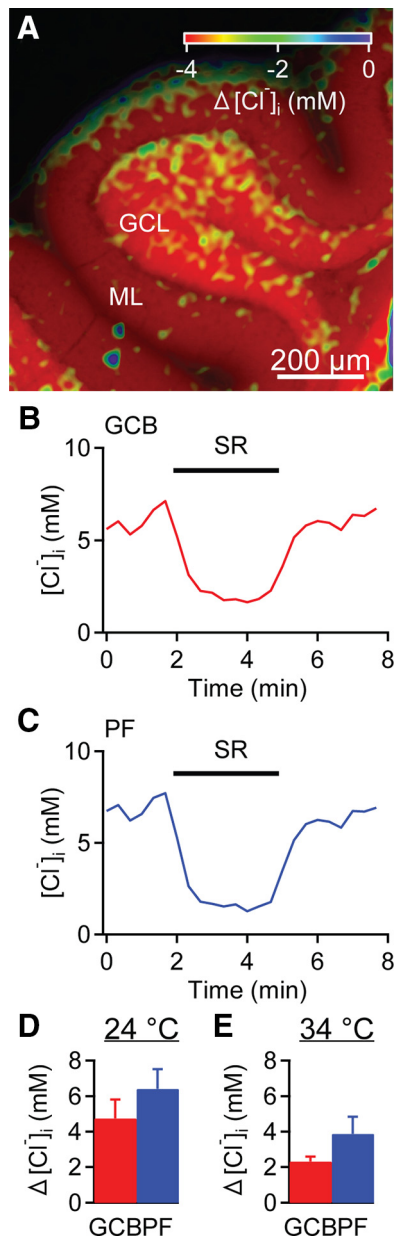 A
-4 -2 0
Δ [Cl⁻]ᵢ (mM)
GCL
ML
200 µm
B
GCB
SR
10
5
0
[Cl⁻]ᵢ (mM)
0 2 4 6 8
Time (min)
C
PF
SR
10
5
0
[Cl⁻]ᵢ (mM)
0 2 4 6 8
Time (min)
D
24 °C
8
6
4
2
0
Δ [Cl⁻]ᵢ (mM)
GCBPF
E
34 °C
8
6
4
2
0
Δ [Cl⁻]ᵢ (mM)
GCBPF